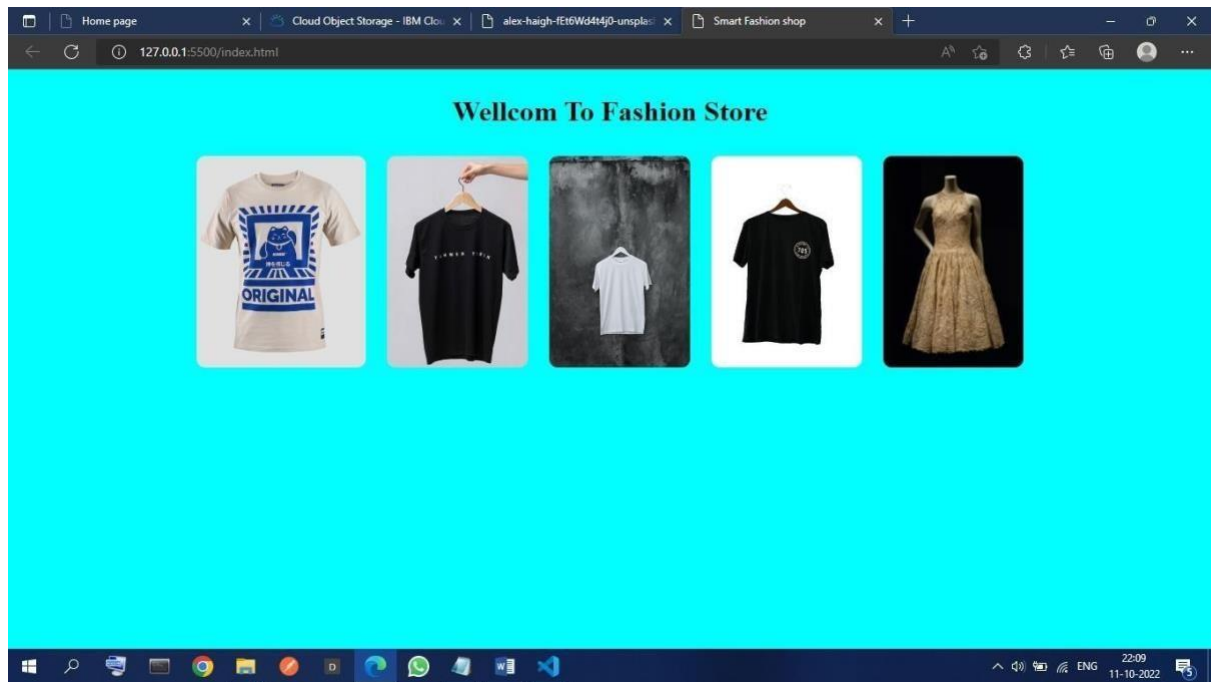 Home page
Cloud Object Storage - IBM Clou
alex-haigh-fEt6Wd4t4j0-unsplas
Smart Fashion shop
127.0.0.1:5500/index.html
Wellcom To Fashion Store
ORIGINAL
ENG
22:09
11-10-2022
5